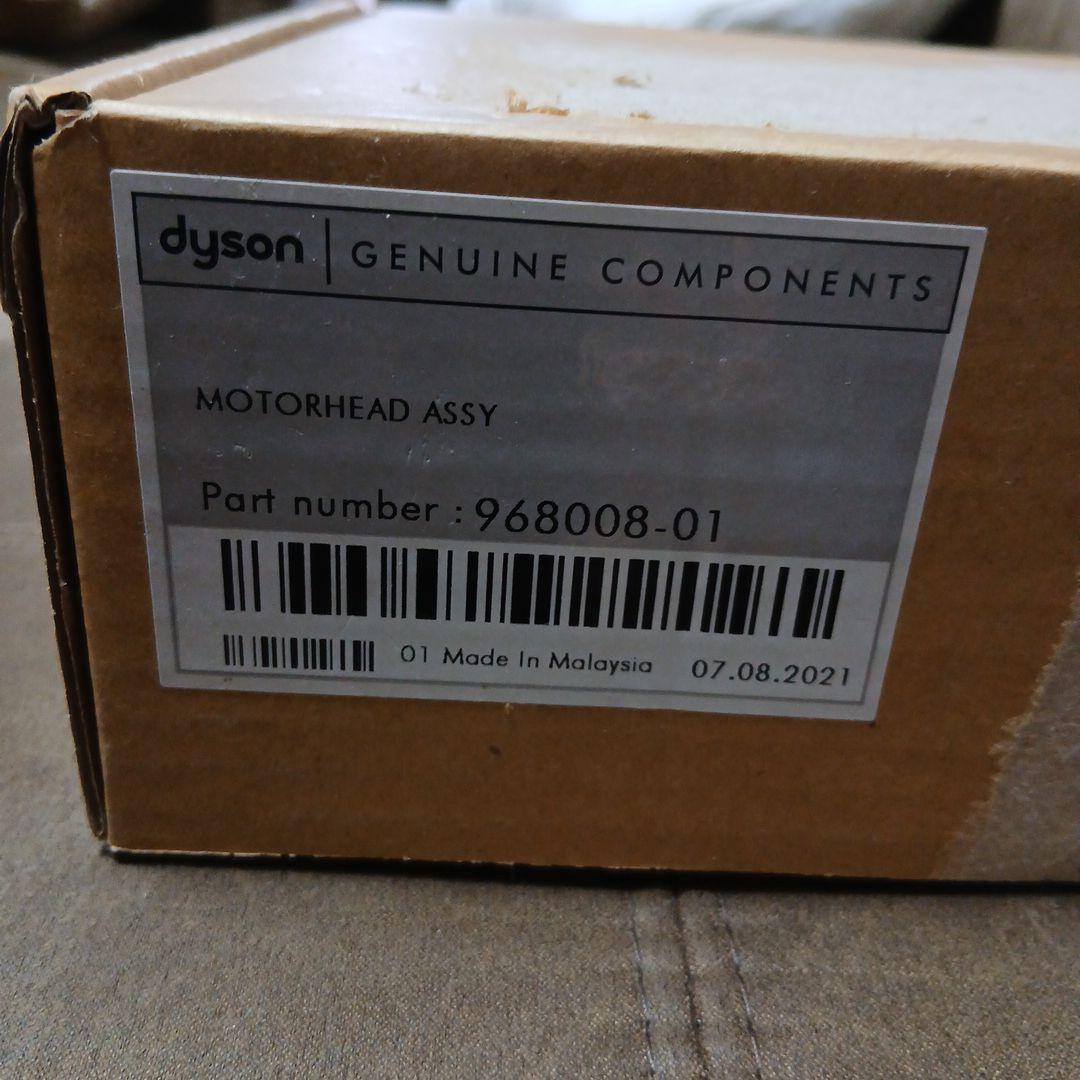 dyson | GENUINE COMPONENTS
MOTORHEAD ASSY
Part number : 968008-01
01 Made In Malaysia 07.08.2021